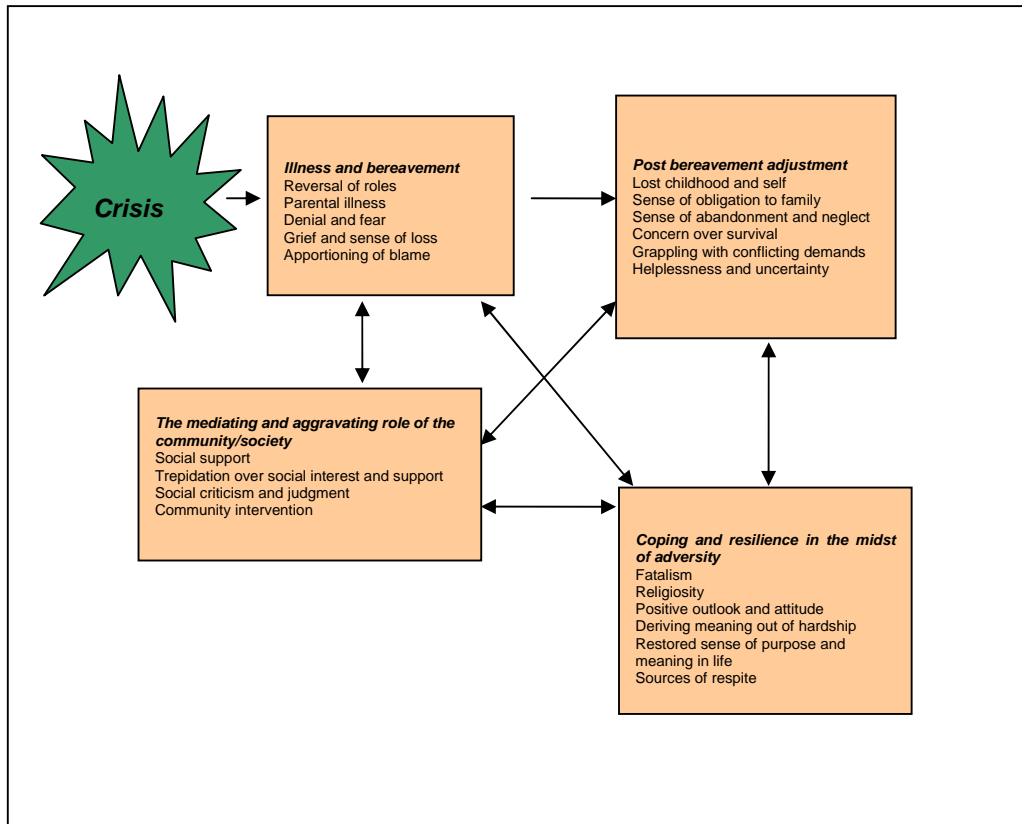 Crisis
Illness and bereavement
Reversal of roles
Parental illness
Denial and fear
Grief and sense of loss
Apportioning of blame
Post bereavement adjustment
Lost childhood and self
Sense of obligation to family
Sense of abandonment and neglect
Concern over survival
Grappling with conflicting demands
Helplessness and uncertainty
The mediating and aggravating role of the
community/society
Social support
Trepidation over social interest and support
Social criticism and judgment
Community intervention
Coping and resilience in the midst
of adversity
Fatalism
Religiosity
Positive outlook and attitude
Deriving meaning out of hardship
Restored sense of purpose and
meaning in life
Sources of respite